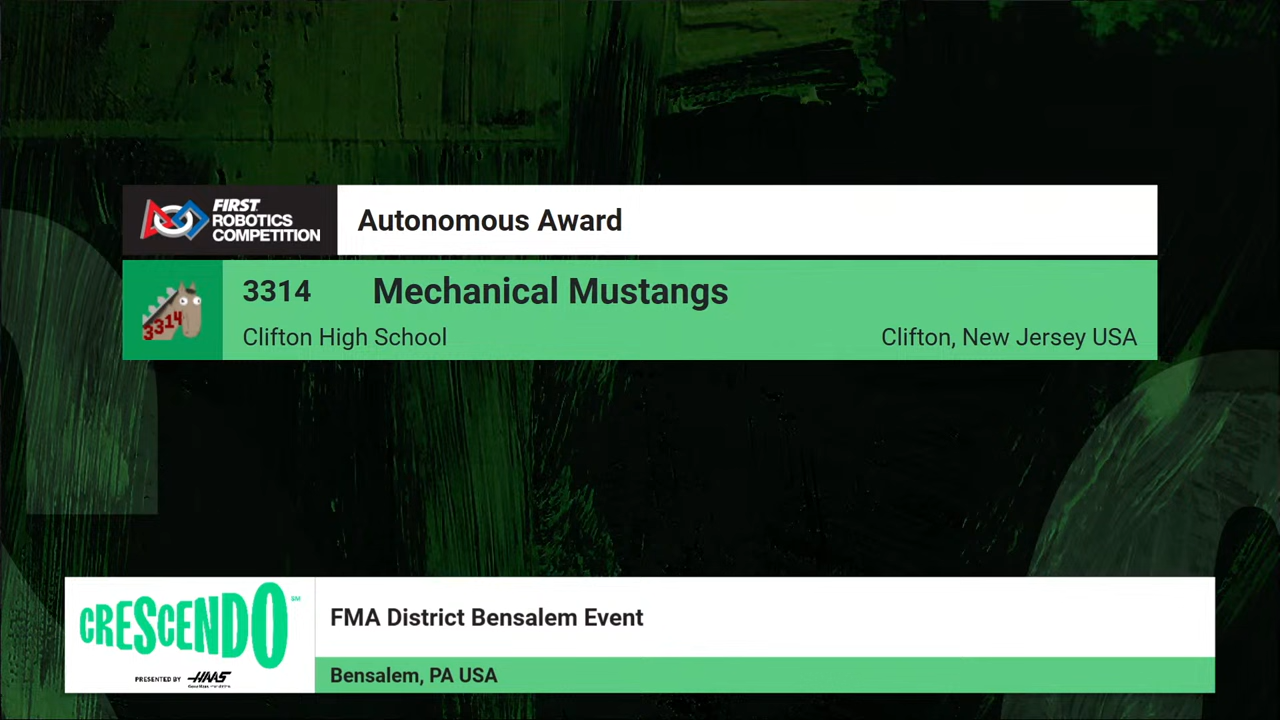 FIRST
ROBOTICS
COMPETITION
Autonomous Award
3314
3314 Mechanical Mustangs
Clifton High School Clifton, New Jersey USA
CRESCENDO SM
PRESENTED BY HAAS
FMA District Bensalem Event
Bensalem, PA USA